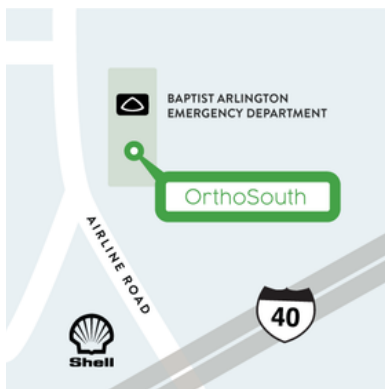 BAPTIST ARLINGTON
EMERGENCY DEPARTMENT
OrthoSouth
AIRLINE ROAD
40
Shell